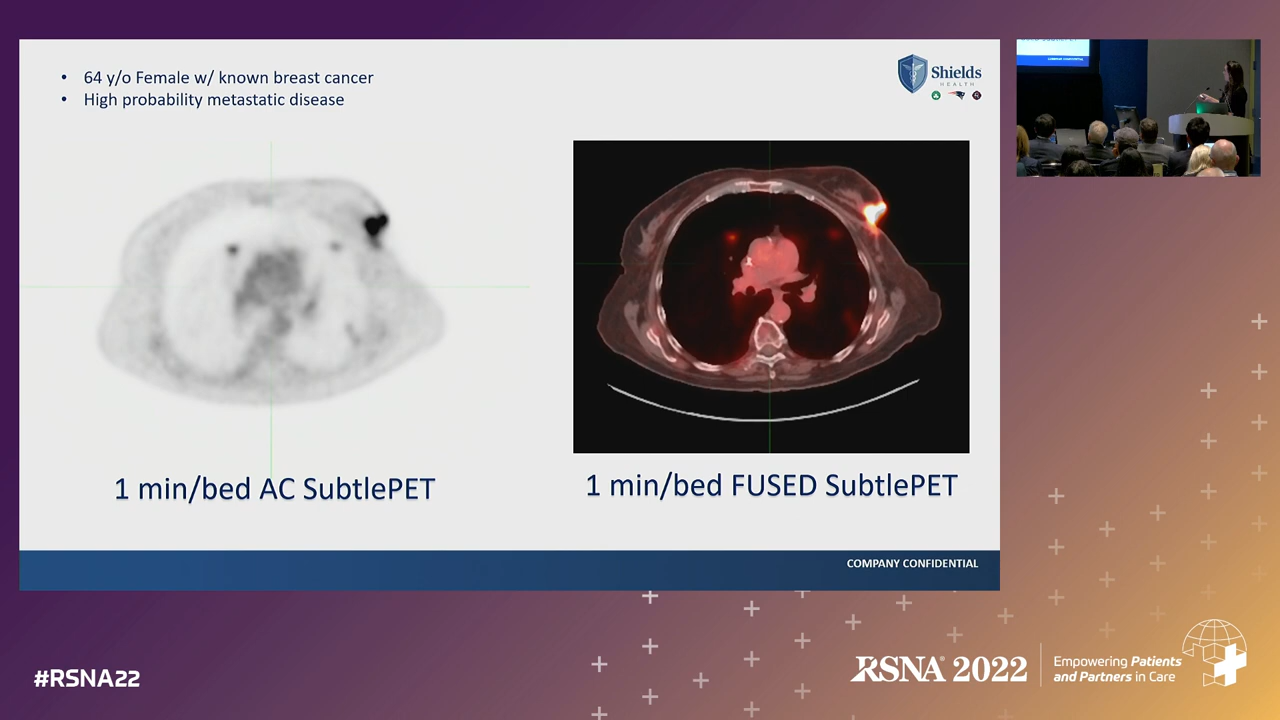 • 64 y/o Female w/ known breast cancer
• High probability metastatic disease
Shields
HEALTH
1 min/bed AC SubtlePET
1 min/bed FUSED SubtlePET
COMPANY CONFIDENTIAL
#RSNA22
RSNA® 2022
Empowering Patients
and Partners in Care